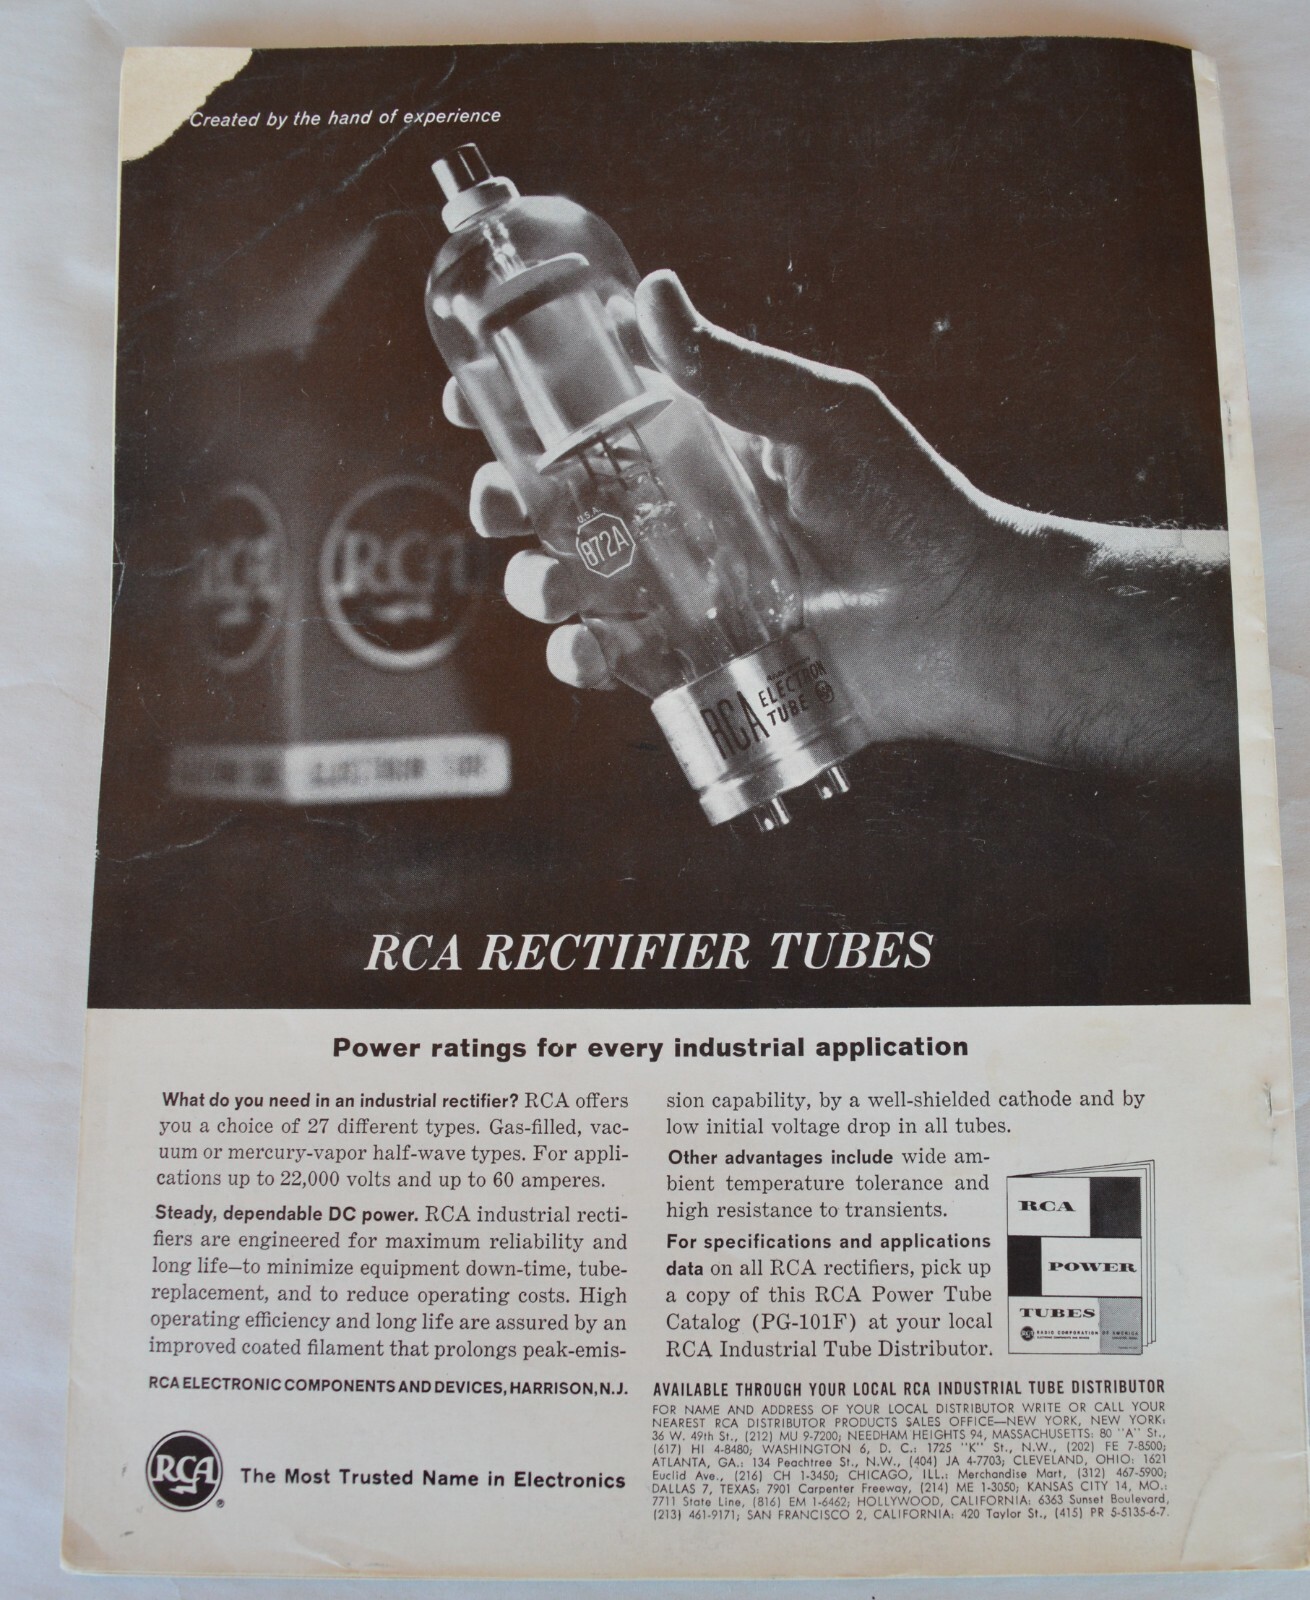 Created by the hand of experience
RCA
U.S.A.
872A
RCA
ELECTRON
TUBE
RCA RECTIFIER TUBES
Power ratings for every industrial application
What do you need in an industrial rectifier? RCA offers
you a choice of 27 different types. Gas-filled, vac-
uum or mercury-vapor half-wave types. For appli-
cations up to 22,000 volts and up to 60 amperes.
Steady, dependable DC power. RCA industrial recti-
fiers are engineered for maximum reliability and
long life—to minimize equipment down-time, tube-
replacement, and to reduce operating costs. High
operating efficiency and long life are assured by an
improved coated filament that prolongs peak-emis-
sion capability, by a well-shielded cathode and by
low initial voltage drop in all tubes.
Other advantages include wide am-
bient temperature tolerance and
high resistance to transients.
For specifications and applications
data on all RCA rectifiers, pick up
a copy of this RCA Power Tube
Catalog (PG-101F) at your local
RCA Industrial Tube Distributor.
RCA
POWER
TUBES
RADIO CORPORATION OF AMERICA
RCA ELECTRONIC COMPONENTS AND DEVICES, HARRISON, N.J.
RCA
®
The Most Trusted Name in Electronics
AVAILABLE THROUGH YOUR LOCAL RCA INDUSTRIAL TUBE DISTRIBUTOR
FOR NAME AND ADDRESS OF YOUR LOCAL DISTRIBUTOR WRITE OR CALL YOUR
NEAREST RCA DISTRIBUTOR PRODUCTS SALES OFFICE—NEW YORK, NEW YORK:
36 W. 49th St., (212) MU 9-7200; NEEDHAM HEIGHTS 94, MASSACHUSETTS: 80 "A" St.,
(617) HI 4-8480; WASHINGTON 6, D. C.: 1725 "K" St., N.W., (202) FE 7-8500;
ATLANTA, GA.: 134 Peachtree St., N.W., (404) JA 4-7703; CLEVELAND, OHIO: 1621
Euclid Ave., (216) CH 1-3450; CHICAGO, ILL.: Merchandise Mart, (312) 467-5900;
DALLAS 7, TEXAS: 7901 Carpenter Freeway, (214) ME 1-3050; KANSAS CITY 14, MO.:
7711 State Line, (816) EM 1-6462; HOLLYWOOD, CALIFORNIA: 6363 Sunset Boulevard,
(213) 461-9171; SAN FRANCISCO 2, CALIFORNIA: 420 Taylor St., (415) PR 5-5135-6-7.